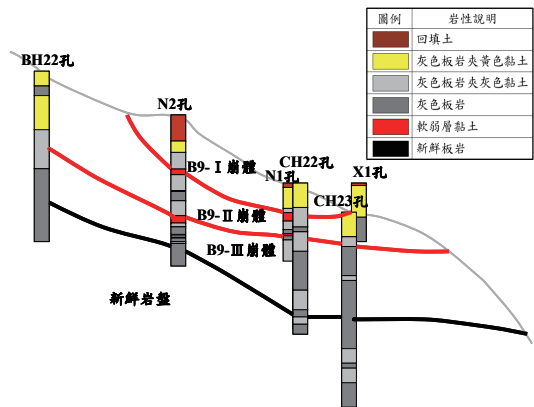 圖例 岩性說明
回填土
灰色板岩夾黃色黏土
灰色板岩夾灰色黏土
灰色板岩
軟弱層黏土
新鮮板岩
BH22孔
N2孔
CH22孔
N1孔
X1孔
CH23孔
B9-I崩體
B9-II崩體
B9-III崩體
新鮮岩盤